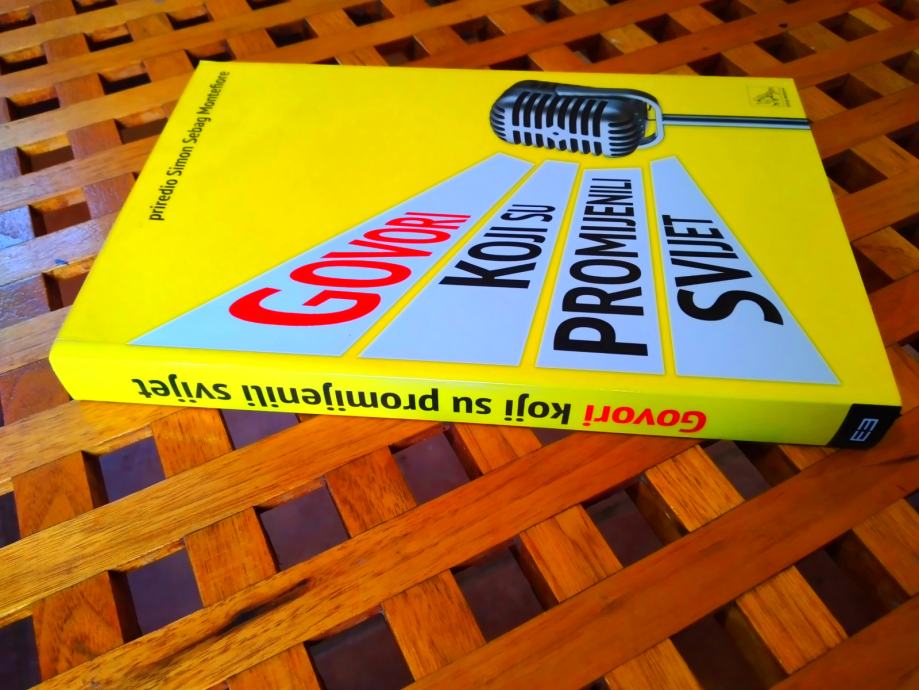 priredio Simon Sebag Montefiore
GOVORI
KOJI SU
PROMIJENILI
SVIJET
Govori koji su promijenili svijet